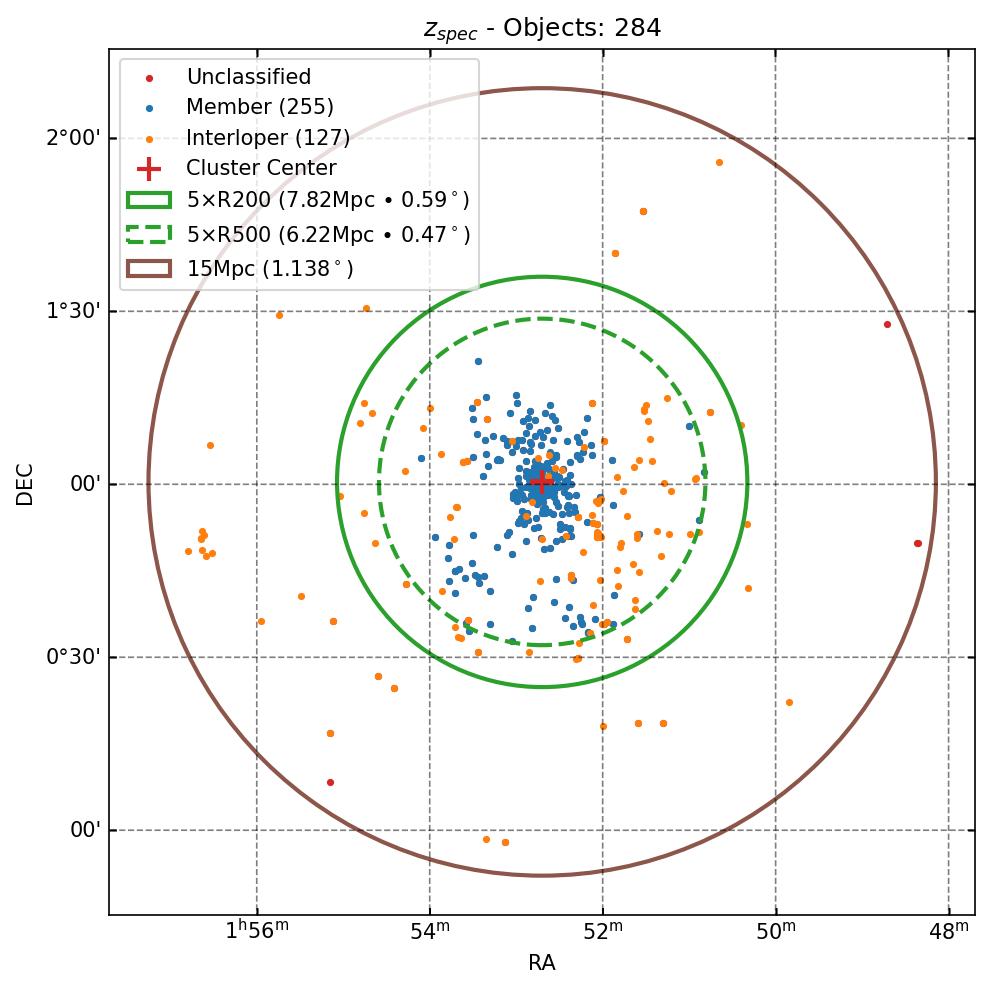 z_spec - Objects: 284
Unclassified
Member (255)
Interloper (127)
Cluster Center
5×R200 (7.82Mpc • 0.59°)
5×R500 (6.22Mpc • 0.47°)
15Mpc (1.138°)
2°00'
1°30'
00'
0°30'
00'
DEC
1h56m 54m 52m 50m 48m
RA